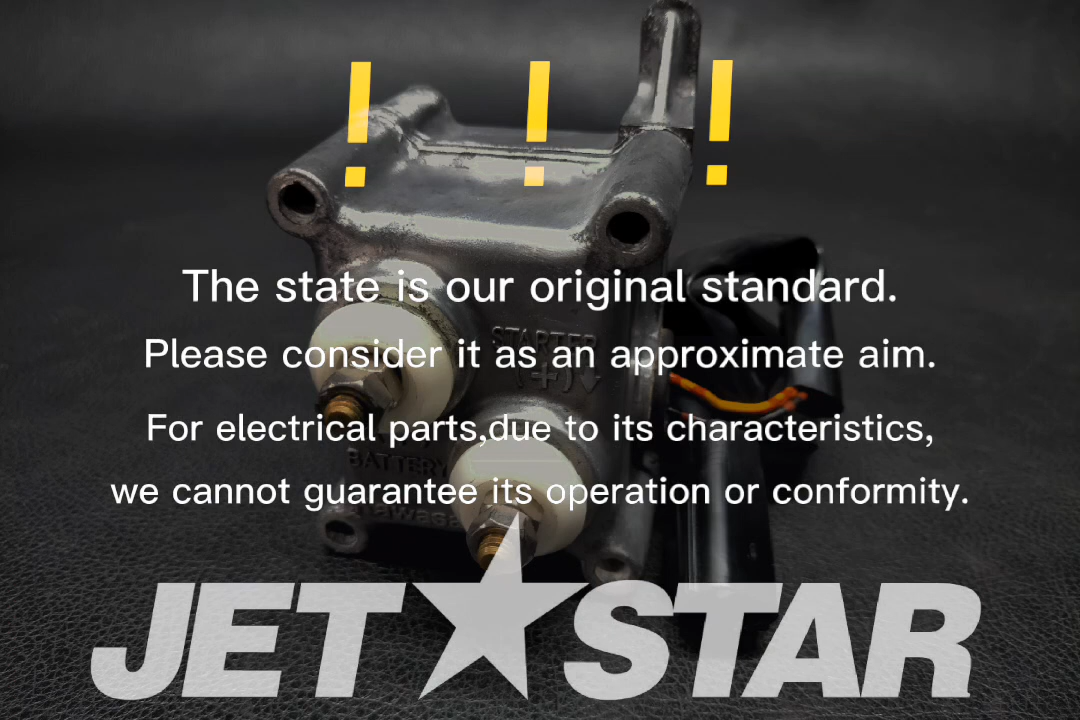 ! ! !
The state is our original standard.
Please consider it as an approximate aim.
STARTER
(+)
For electrical parts,due to its characteristics,
BATTERY
we cannot guarantee its operation or conformity.
JET★STAR